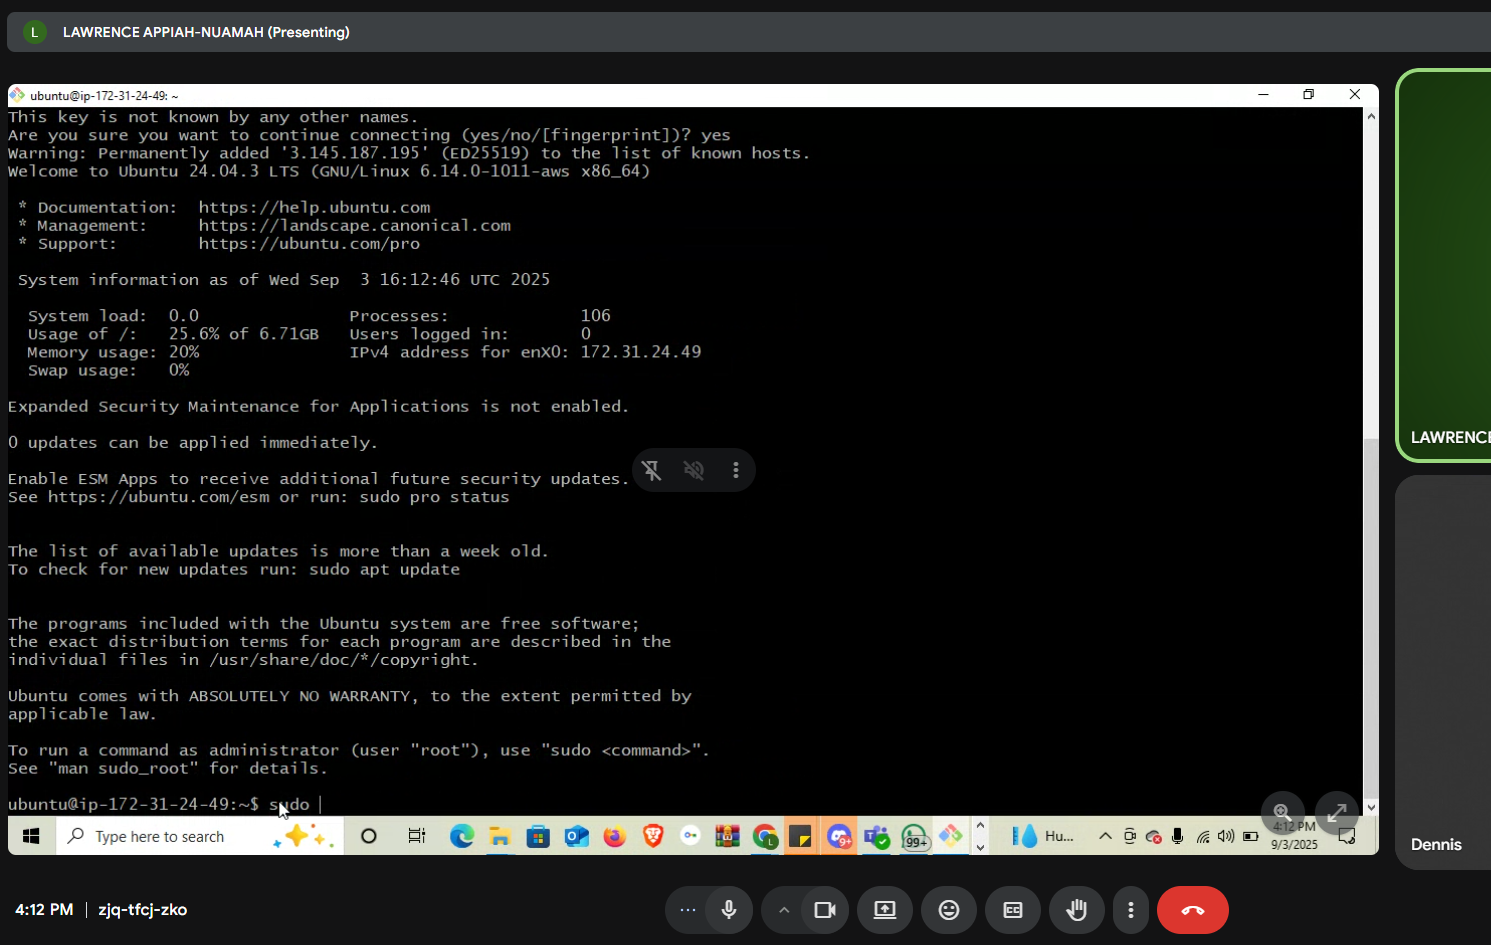 L LAWRENCE APPIAH-NUAMAH (Presenting)
ubuntu@ip-172-31-24-49: ~
This key is not known by any other names.
Are you sure you want to continue connecting (yes/no/[fingerprint])? yes
Warning: Permanently added '3.145.187.195' (ED25519) to the list of known hosts.
Welcome to Ubuntu 24.04.3 LTS (GNU/Linux 6.14.0-1011-aws x86_64)
* Documentation: https://help.ubuntu.com
* Management: https://landscape.canonical.com
* Support: https://ubuntu.com/pro
System information as of Wed Sep 3 16:12:46 UTC 2025
System load: 0.0 Processes: 106
Usage of /: 25.6% of 6.71GB Users logged in: 0
Memory usage: 20% IPv4 address for enX0: 172.31.24.49
Swap usage: 0%
Expanded Security Maintenance for Applications is not enabled.
0 updates can be applied immediately.
Enable ESM Apps to receive additional future security updates.
See https://ubuntu.com/esm or run: sudo pro status
The list of available updates is more than a week old.
To check for new updates run: sudo apt update
The programs included with the Ubuntu system are free software;
the exact distribution terms for each program are described in the
individual files in /usr/share/doc/*/copyright.
Ubuntu comes with ABSOLUTELY NO WARRANTY, to the extent permitted by
applicable law.
To run a command as administrator (user "root"), use "sudo <command>".
See "man sudo_root" for details.
ubuntu@ip-172-31-24-49:~$ sudo
Type here to search
L
9+
99+
Hu...
4:12 PM
9/3/2025
LAWRENCE
Dennis
4:12 PM | zjq-tfcj-zko